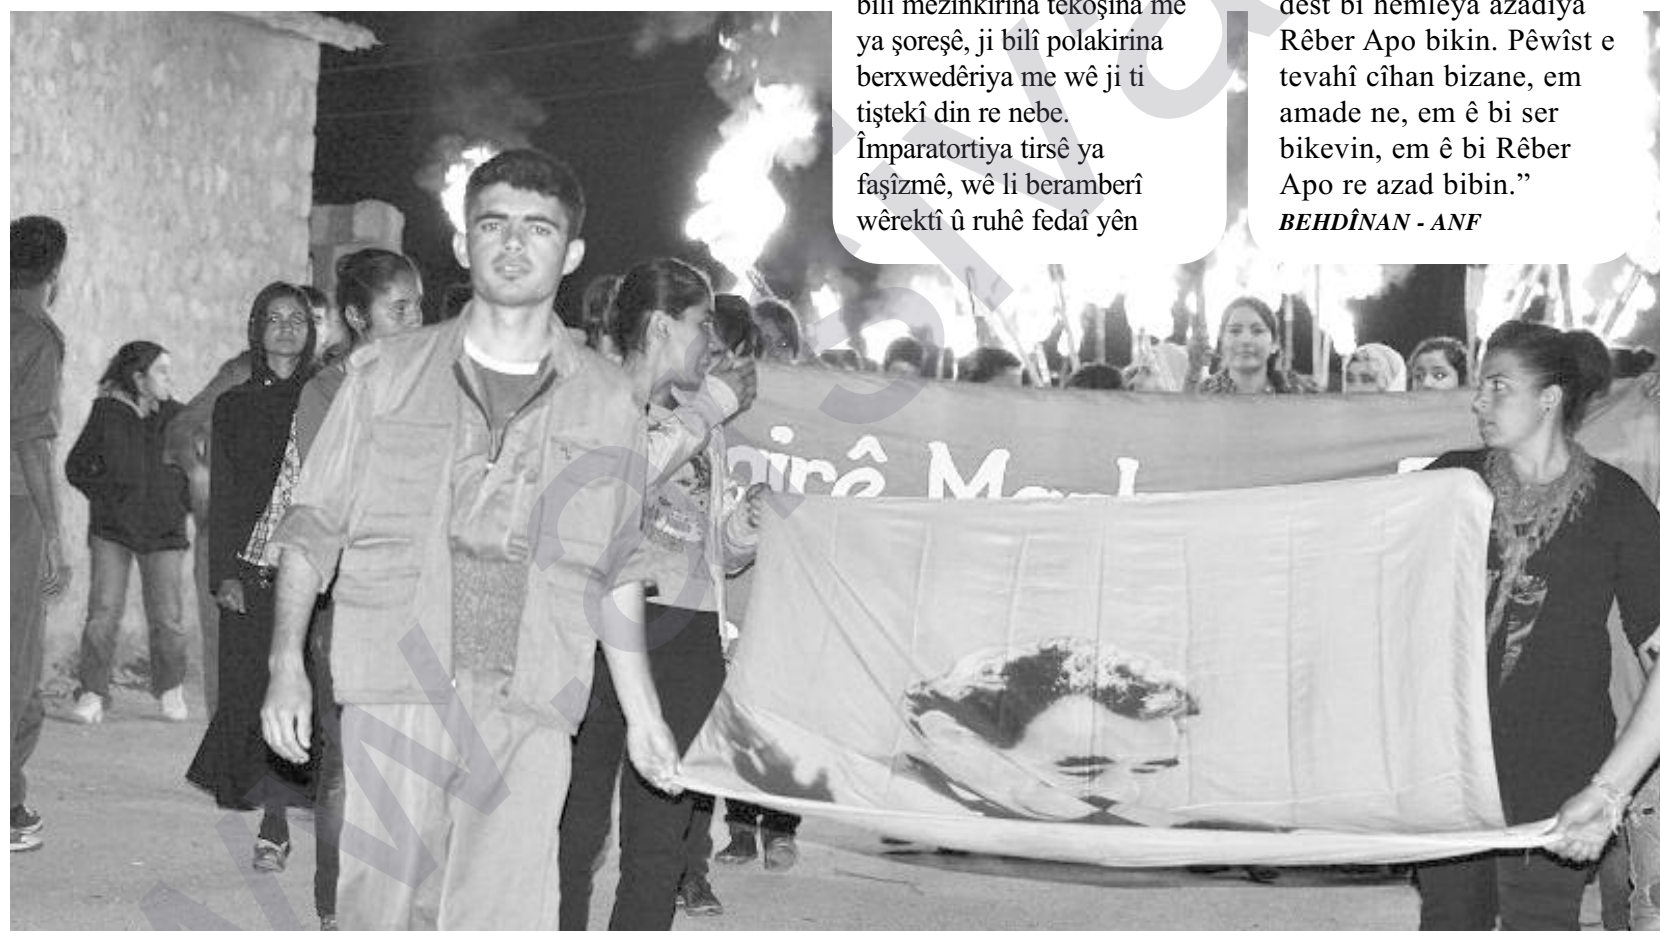 bilî mezinkirina têkoşîna me
ya şoreşê, ji bilî polakirina
berxwedêriya me wê ji ti
tiştekî din re nebe.
Împaratortiya tirsê ya
faşîzmê, wê li beramberî
wêrektî û ruhê fedaî yên
dest bi hemleya azadiya
Rêber Apo bikin. Pêwîst e
tevahî cîhan bizane, em
amade ne, em ê bi ser
bikevin, em ê bi Rêber
Apo re azad bibin.”
BEHDÎNAN - ANF